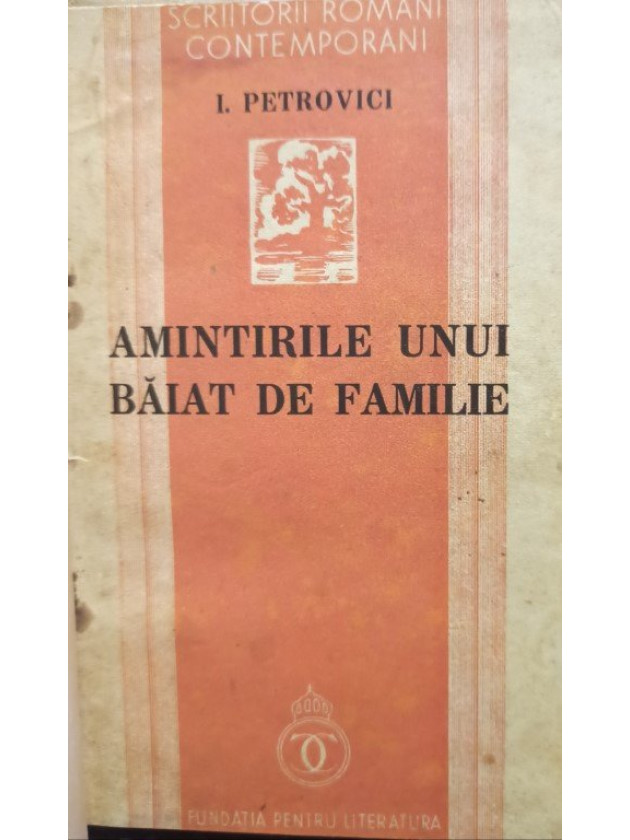 SCRIITORII ROMÂNI
CONTEMPORANI
I. PETROVICI
AMINTIRILE UNUI
BĂIAT DE FAMILIE
FUNDAȚIA PENTRU LITERATURA